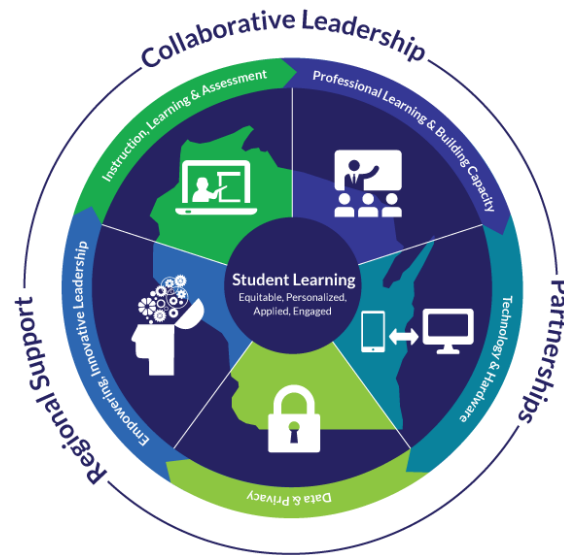 Collaborative Leadership
Instruction, Learning & Assessment
Professional Learning & Building Capacity
Student Learning
Equitable, Personalized,
Applied, Engaged
Regional Support
Empowering, Innovative Leadership
Technology & Hardware
Partnerships
Data & Privacy